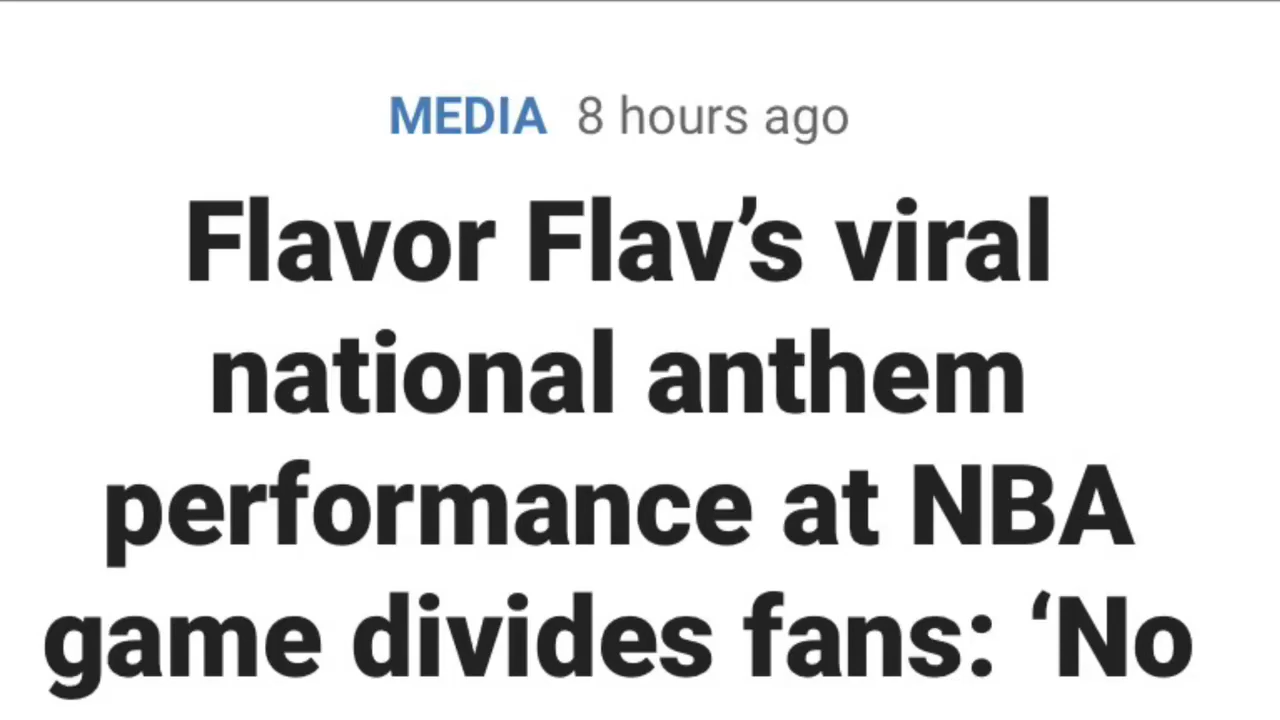 MEDIA 8 hours ago
Flavor Flav’s viral
national anthem
performance at NBA
game divides fans: ‘No